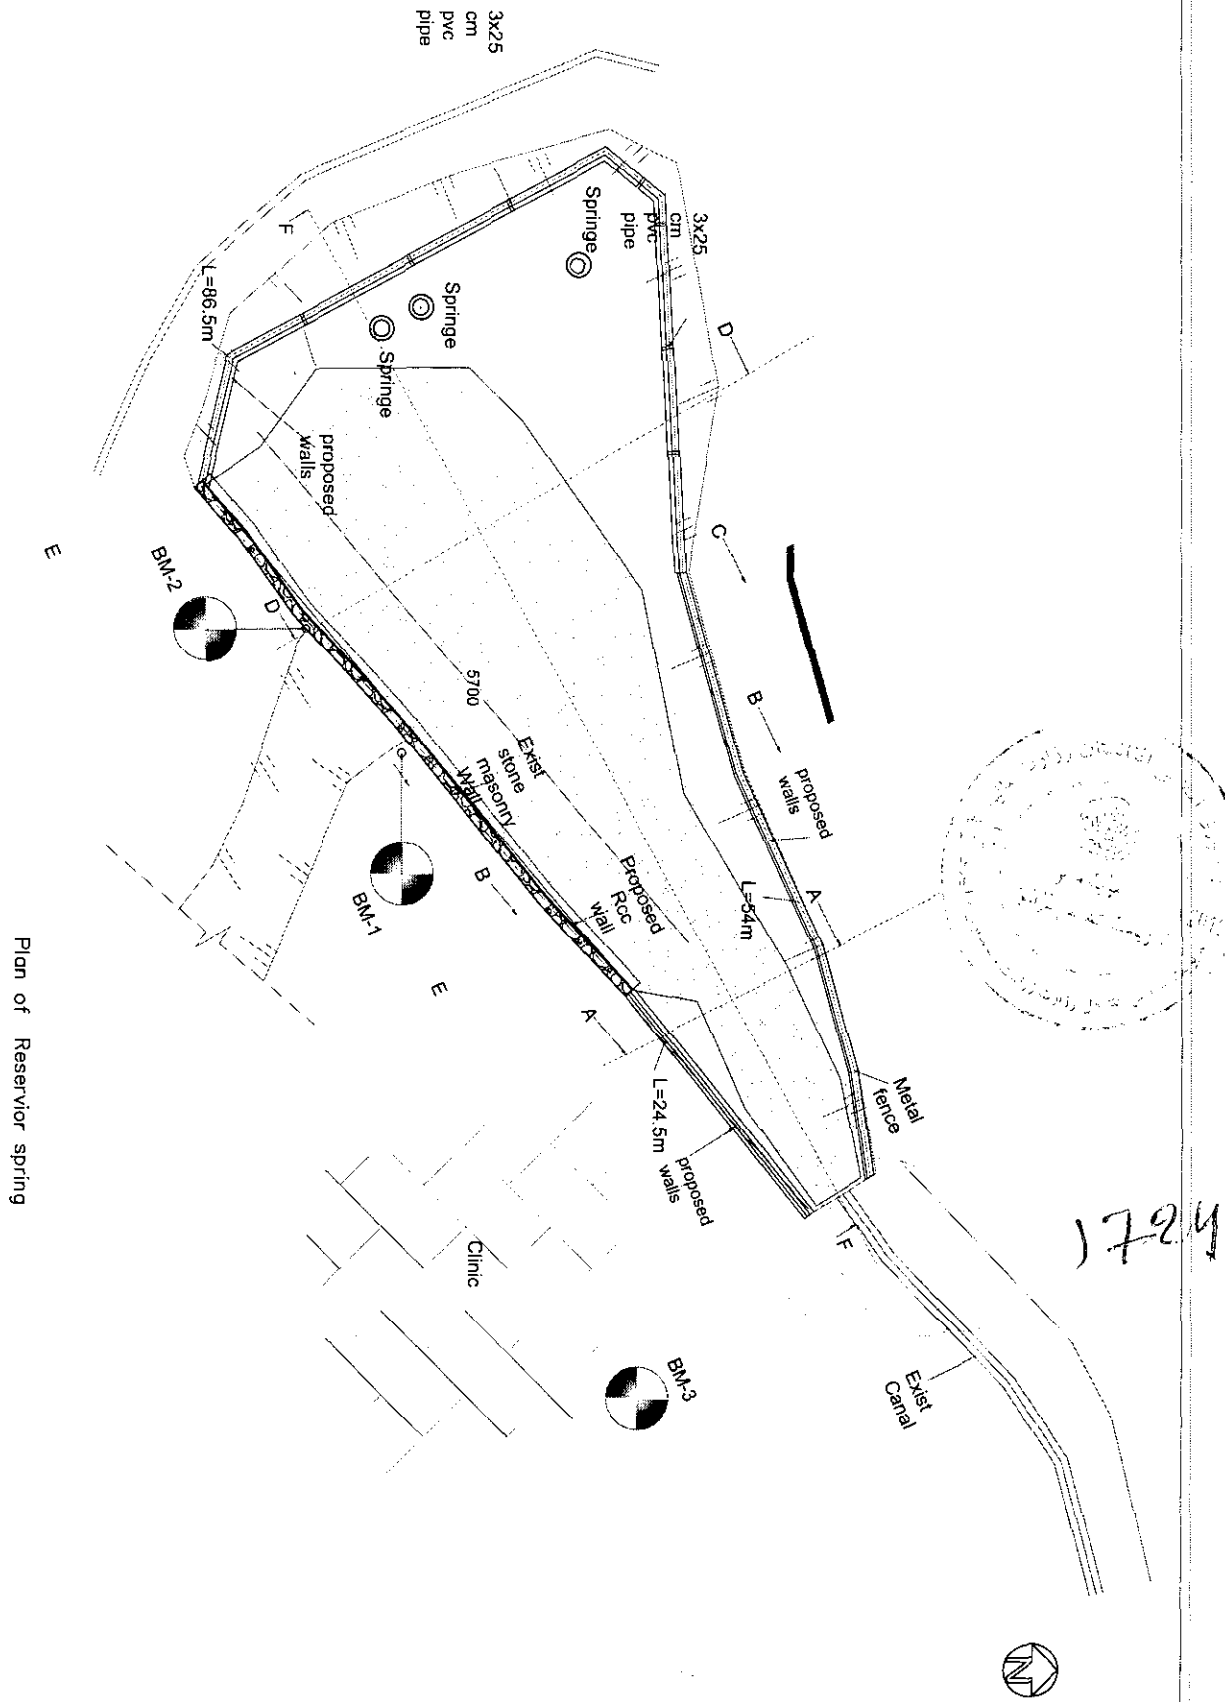 3x25
cm
pvc
pipe
3x25
cm
pvc
pipe
Springe
Springe
Springe
F
L=86.5m
D
proposed
walls
C
E
BM-2
D
B
5700
Exist
stone
masonry
Wall
proposed
walls
BM-1
B
Proposed
Rcc
wall
L=54m
A
E
A
L=24.5m
proposed
walls
Metal
fence
F
Clinic
BM-3
Exist
Canal
1724
N
Plan of Reservior spring